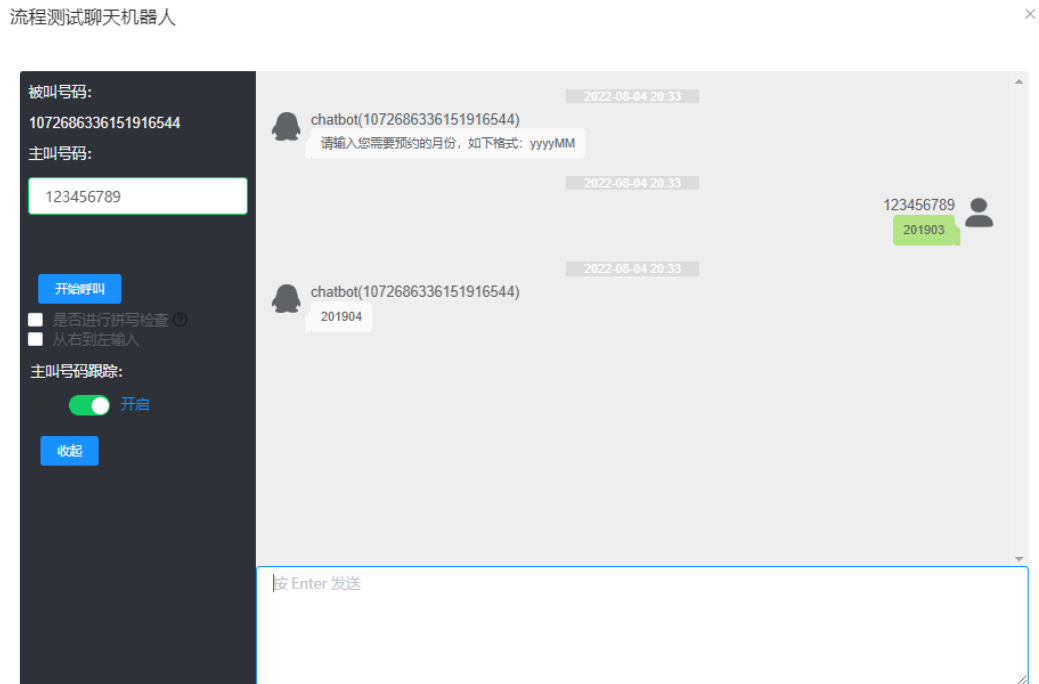 流程测试聊天机器人
被叫号码:
1072686336151916544
主叫号码:
123456789
开始呼叫
是否进行拼写检查
从右到左输入
主叫号码跟踪:
开启
收起
2022-08-04 20:33
chatbot(1072686336151916544)
请输入您需要预约的月份，如下格式：yyyyMM
2022-08-04 20:33
123456789
201903
2022-08-04 20:33
chatbot(1072686336151916544)
201904
按 Enter 发送